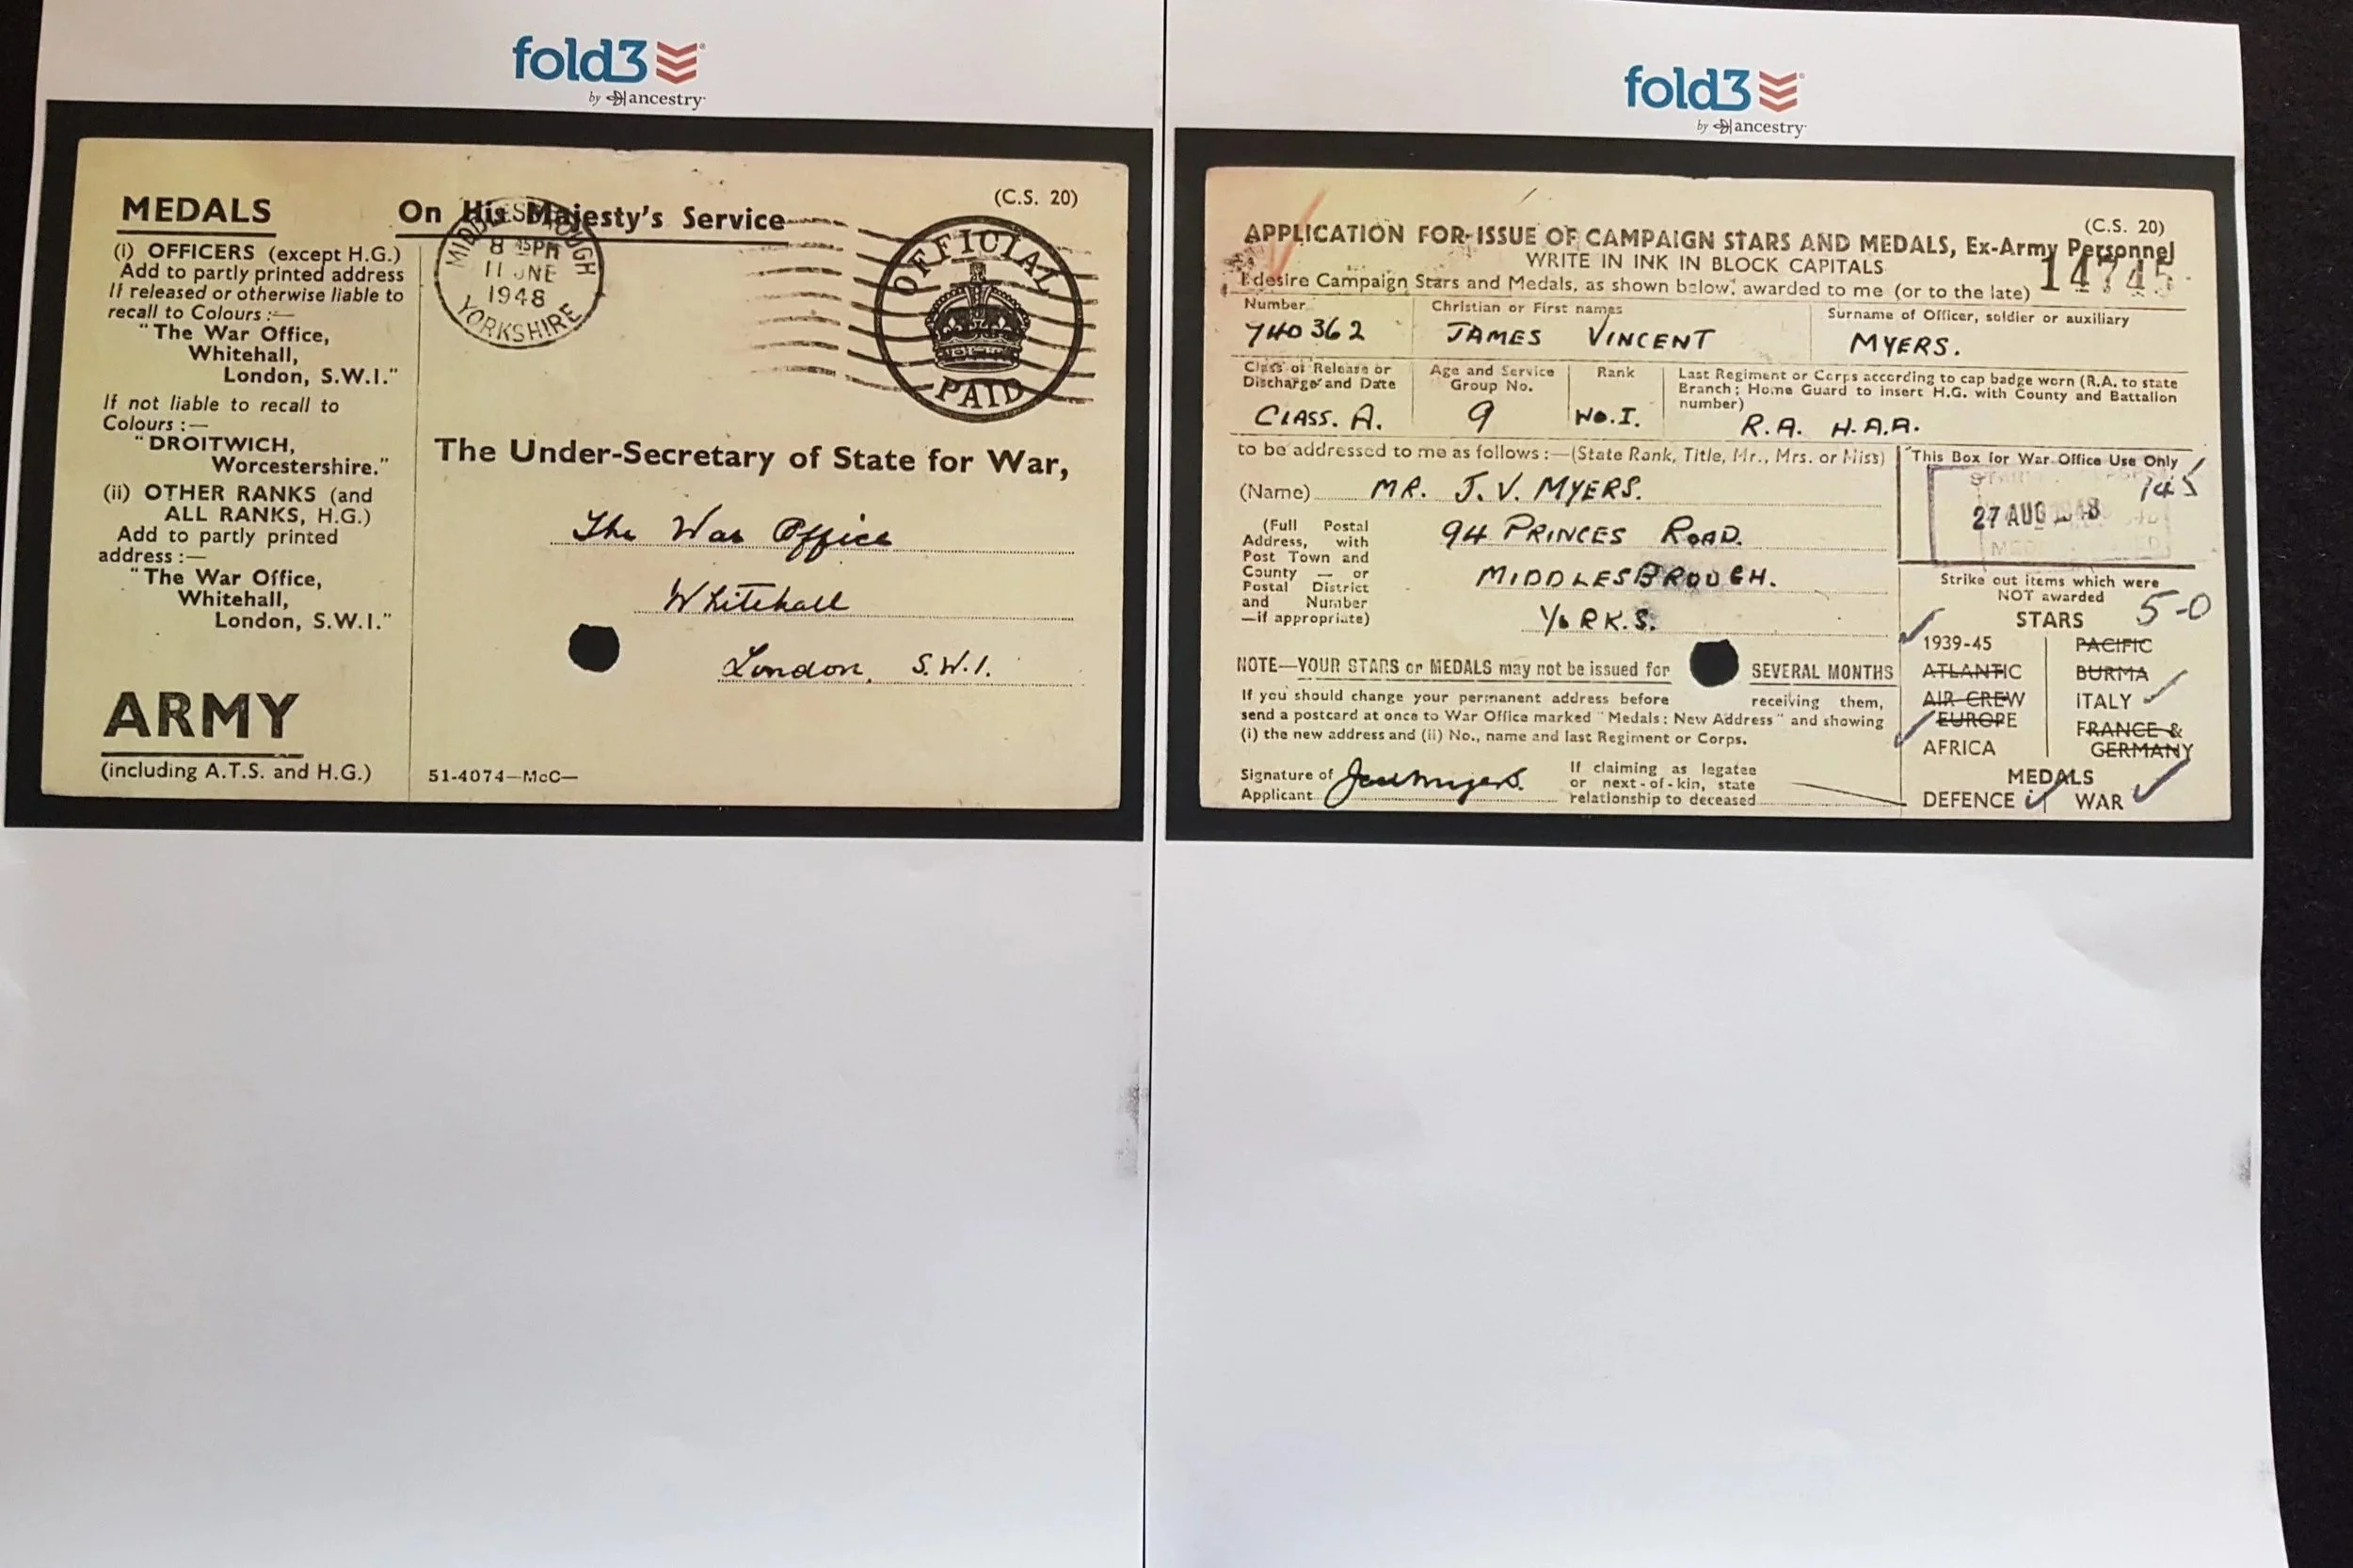 fold3
by ancestry
MEDALS
On His Majesty's Service
(C.S. 20)
(i) OFFICERS (except H.G.)
Add to partly printed address
If released or otherwise liable to
recall to Colours :—
"The War Office,
Whitehall,
London, S.W.1."
If not liable to recall to
Colours :—
"DROITWICH,
Worcestershire."
(ii) OTHER RANKS (and
ALL RANKS, H.G.)
Add to partly printed
address :—
"The War Office,
Whitehall,
London, S.W.1."
ARMY
(including A.T.S. and H.G.)
MIDDLESBROUGH
8 15PM
11 JNE
1948
YORKSHIRE
OFFICIAL
PAID
The Under-Secretary of State for War,
The War Office
Whitehall
London, S.W.1.
51-4074—McC—
fold3
by ancestry
(C.S. 20)
APPLICATION FOR ISSUE OF CAMPAIGN STARS AND MEDALS, Ex-Army Personnel
WRITE IN INK IN BLOCK CAPITALS
14745
I desire Campaign Stars and Medals, as shown below, awarded to me (or to the late)
Number
Christian or First names
Surname of Officer, soldier or auxiliary
740362
JAMES VINCENT
MYERS.
Class of Release or
Discharge and Date
Age and Service
Group No.
Rank
Last Regiment or Corps according to cap badge worn (R.A. to state
Branch; Home Guard to insert H.G. with County and Battalion
number)
CLASS. A.
9
No.I.
R.A. H.A.A.
to be addressed to me as follows :—(State Rank, Title, Mr., Mrs. or Miss)
This Box for War Office Use Only
145
27 AUG 1948
(Name) MR. J. V. MYERS.
(Full Postal
Address, with
Post Town and
County — or
Postal District
and Number
—if appropriate)
94 PRINCES ROAD.
MIDDLESBROUGH.
YORKS.
Strike out items which were
NOT awarded
5-0
STARS
1939-45
PACIFIC
ATLANTIC
BURMA
AIR CREW
ITALY
EUROPE
FRANCE &
GERMANY
AFRICA
MEDALS
DEFENCE
WAR
NOTE—YOUR STARS or MEDALS may not be issued for SEVERAL MONTHS
If you should change your permanent address before receiving them,
send a postcard at once to War Office marked "Medals: New Address" and showing
(i) the new address and (ii) No., name and last Regiment or Corps.
Signature of
Applicant
If claiming as legatee
or next-of-kin, state
relationship to deceased